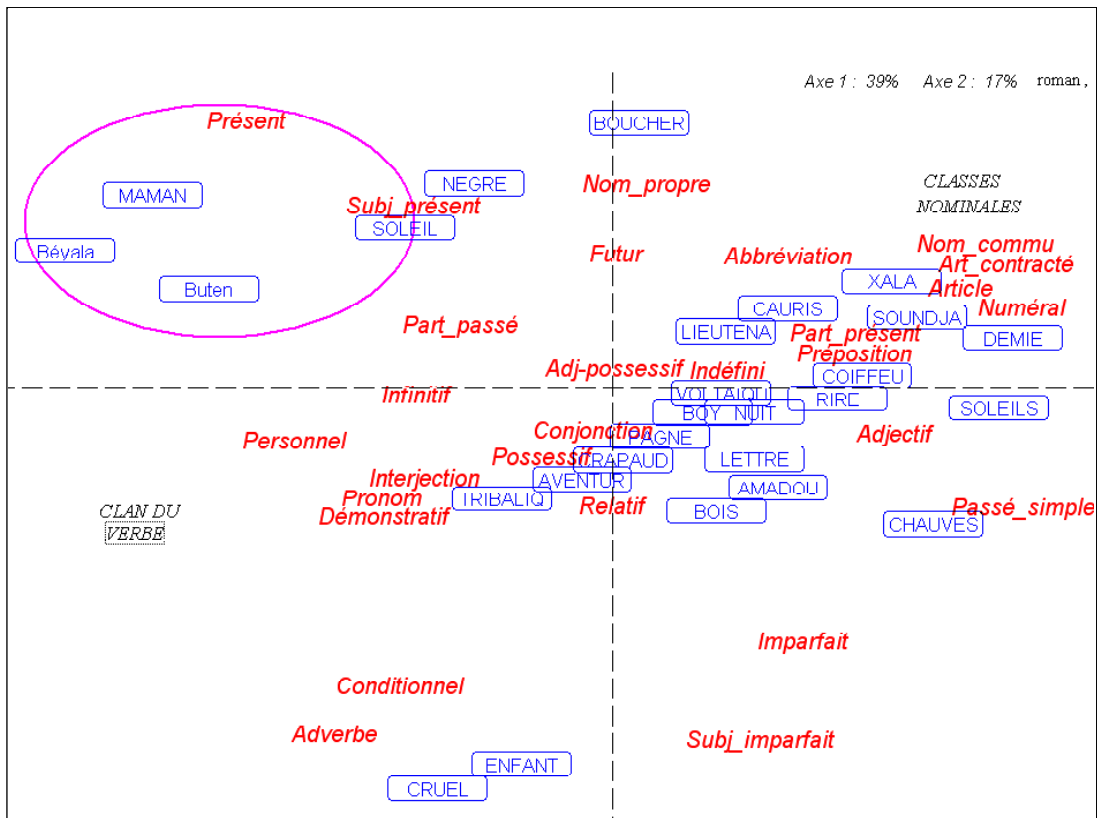 Axe 1 : 39% Axe 2 : 17% roman ,
Présent
BOUCHER
NEGRE
Nom_propre
CLASSES
NOMINALES
MAMAN
Subj_présent
SOLEIL
Béyala
Futur
Abbréviation
Nom_commu
Art_contracté
Buten
XALA
Article
CAURIS
Numéral
SOUNDJA
Part_passé
LIEUTENA
Part_présent
DEMIE
Préposition
Adj-possessif
Indéfini
COIFFEU
Infinitif
VOLTAIQU
RIRE
BOY
NUIT
SOLEILS
Personnel
Conjonction
PAGNE
Adjectif
Possessif
CRAPAUD
LETTRE
Interjection
AVENTUR
AMADOU
Pronom
TRIBALIQ
Relatif
BOIS
Passé_simple
Démonstratif
CLAN DU
VERBE
CHAUVES
Imparfait
Conditionnel
Adverbe
Subj_imparfait
ENFANT
CRUEL